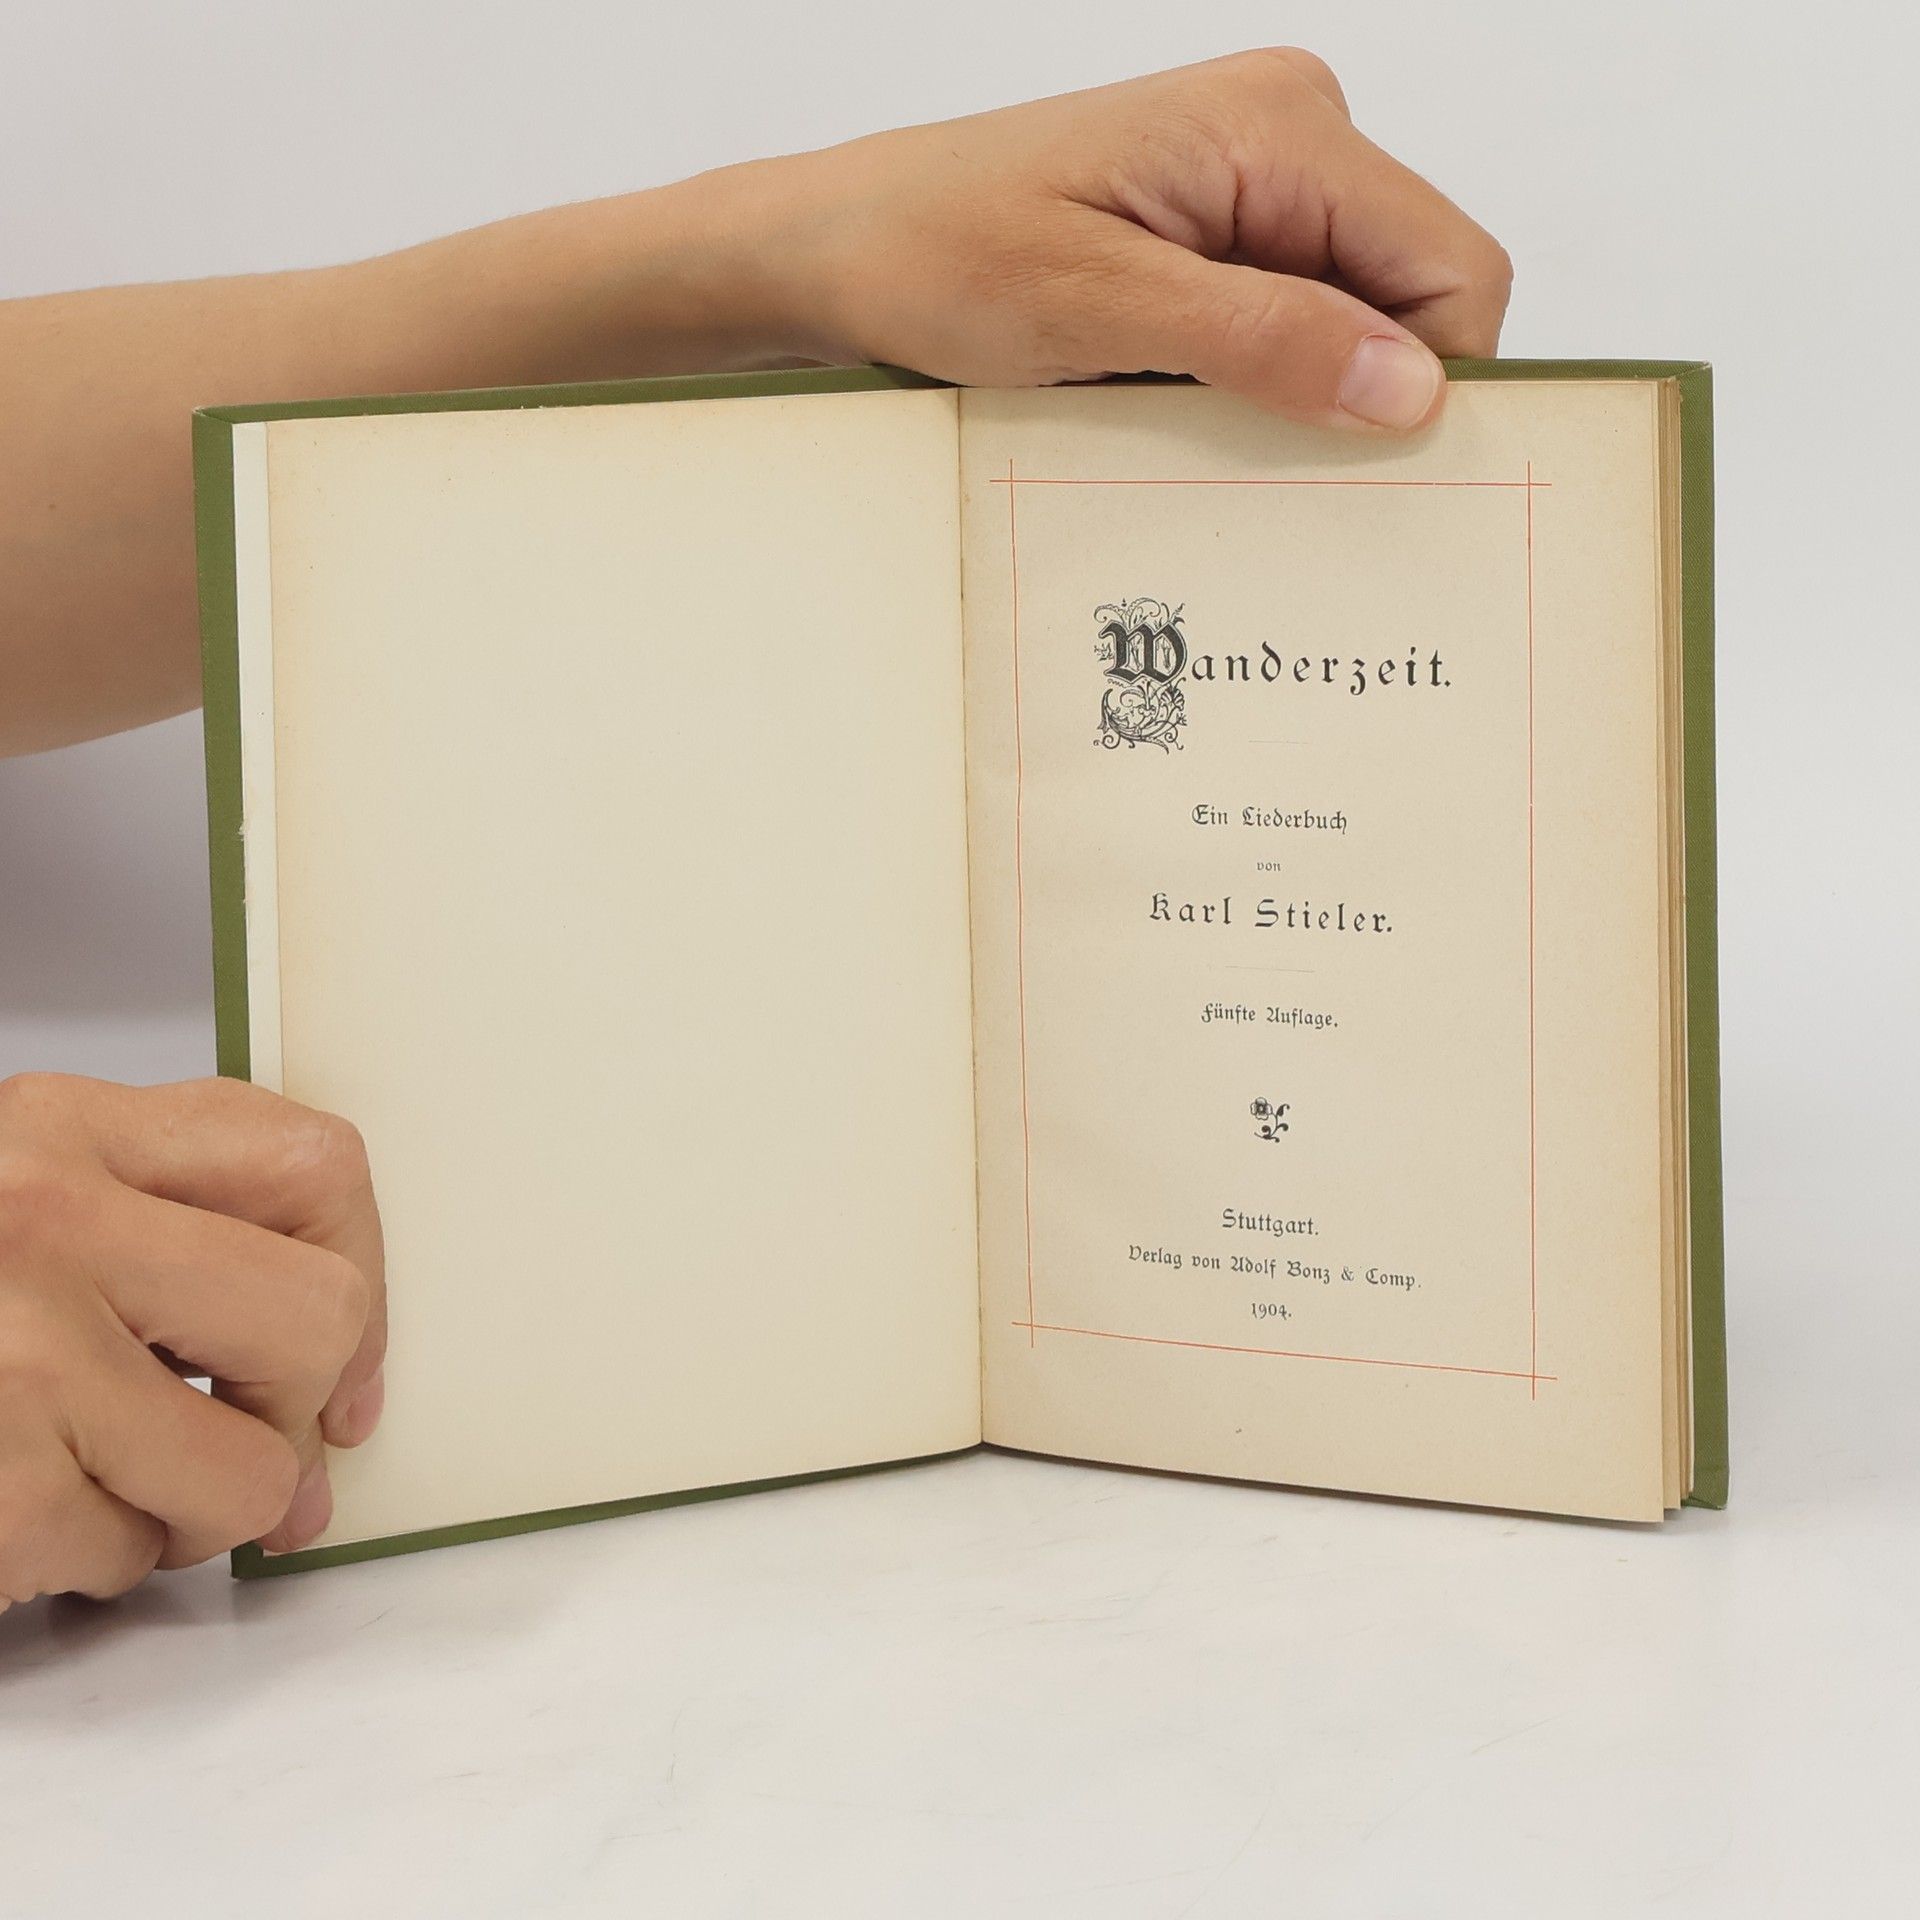 Wanderzeit.
Ein Liederbuch
von
Karl Stieler.
Fünfte Auflage.
Stuttgart.
Verlag von Adolf Bonz & Comp.
1904.